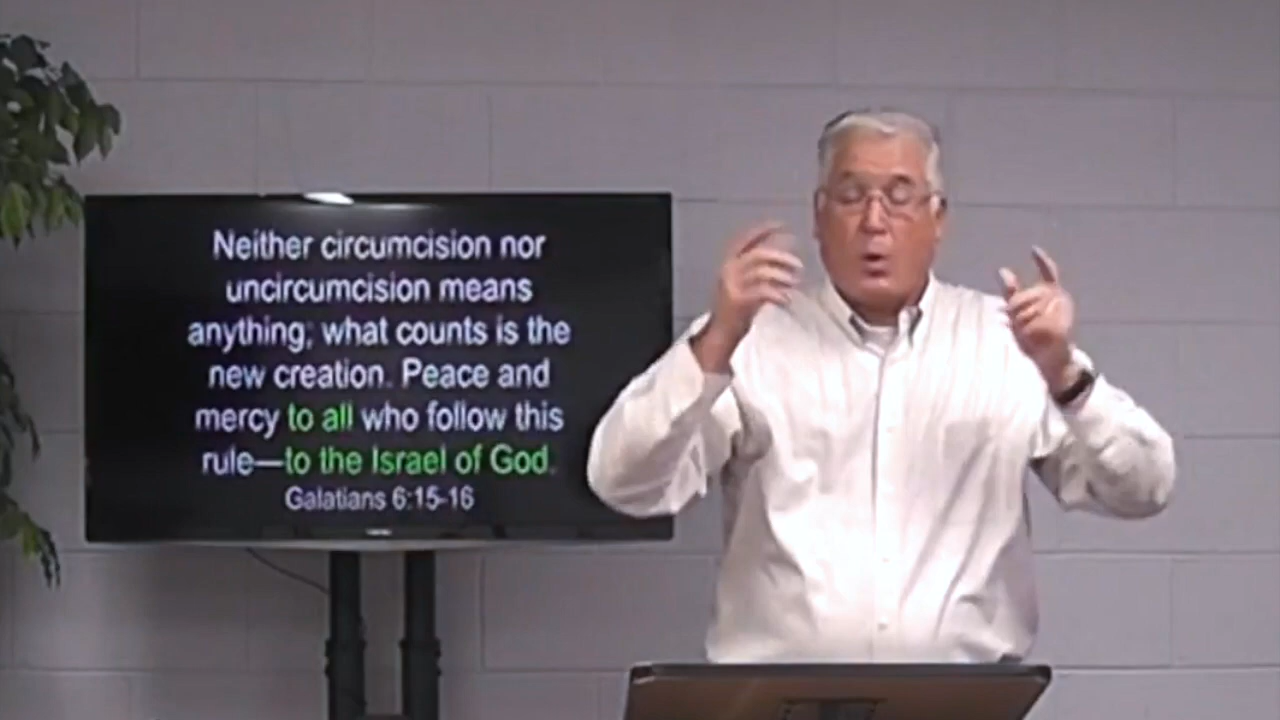 Neither circumcision nor
uncircumcision means
anything; what counts is the
new creation. Peace and
mercy to all who follow this
rule—to the Israel of God.
Galatians 6:15-16